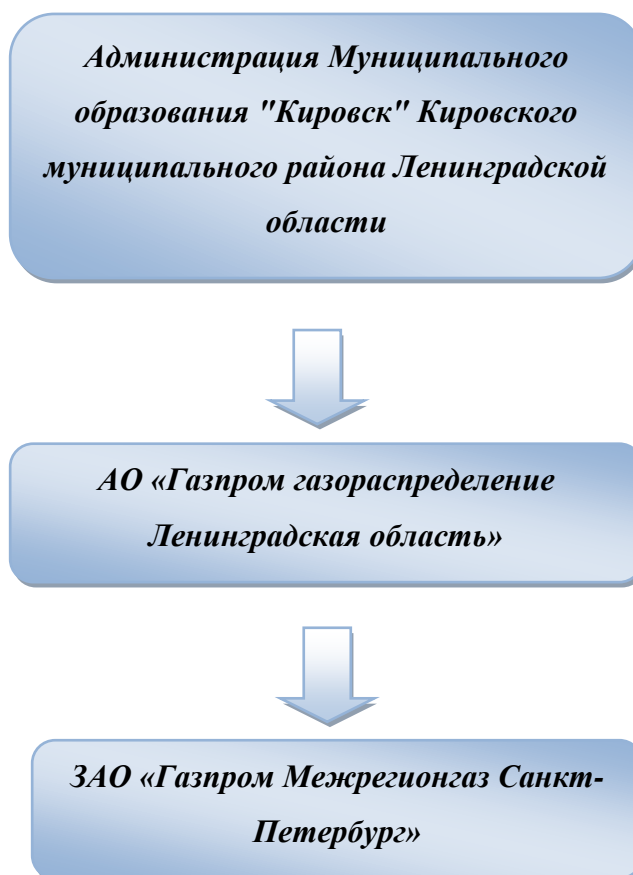 Администрация Муниципального
образования "Кировск" Кировского
муниципального района Ленинградской
области
АО «Газпром газораспределение
Ленинградская область»
ЗАО «Газпром Межрегионгаз Санкт-
Петербург»